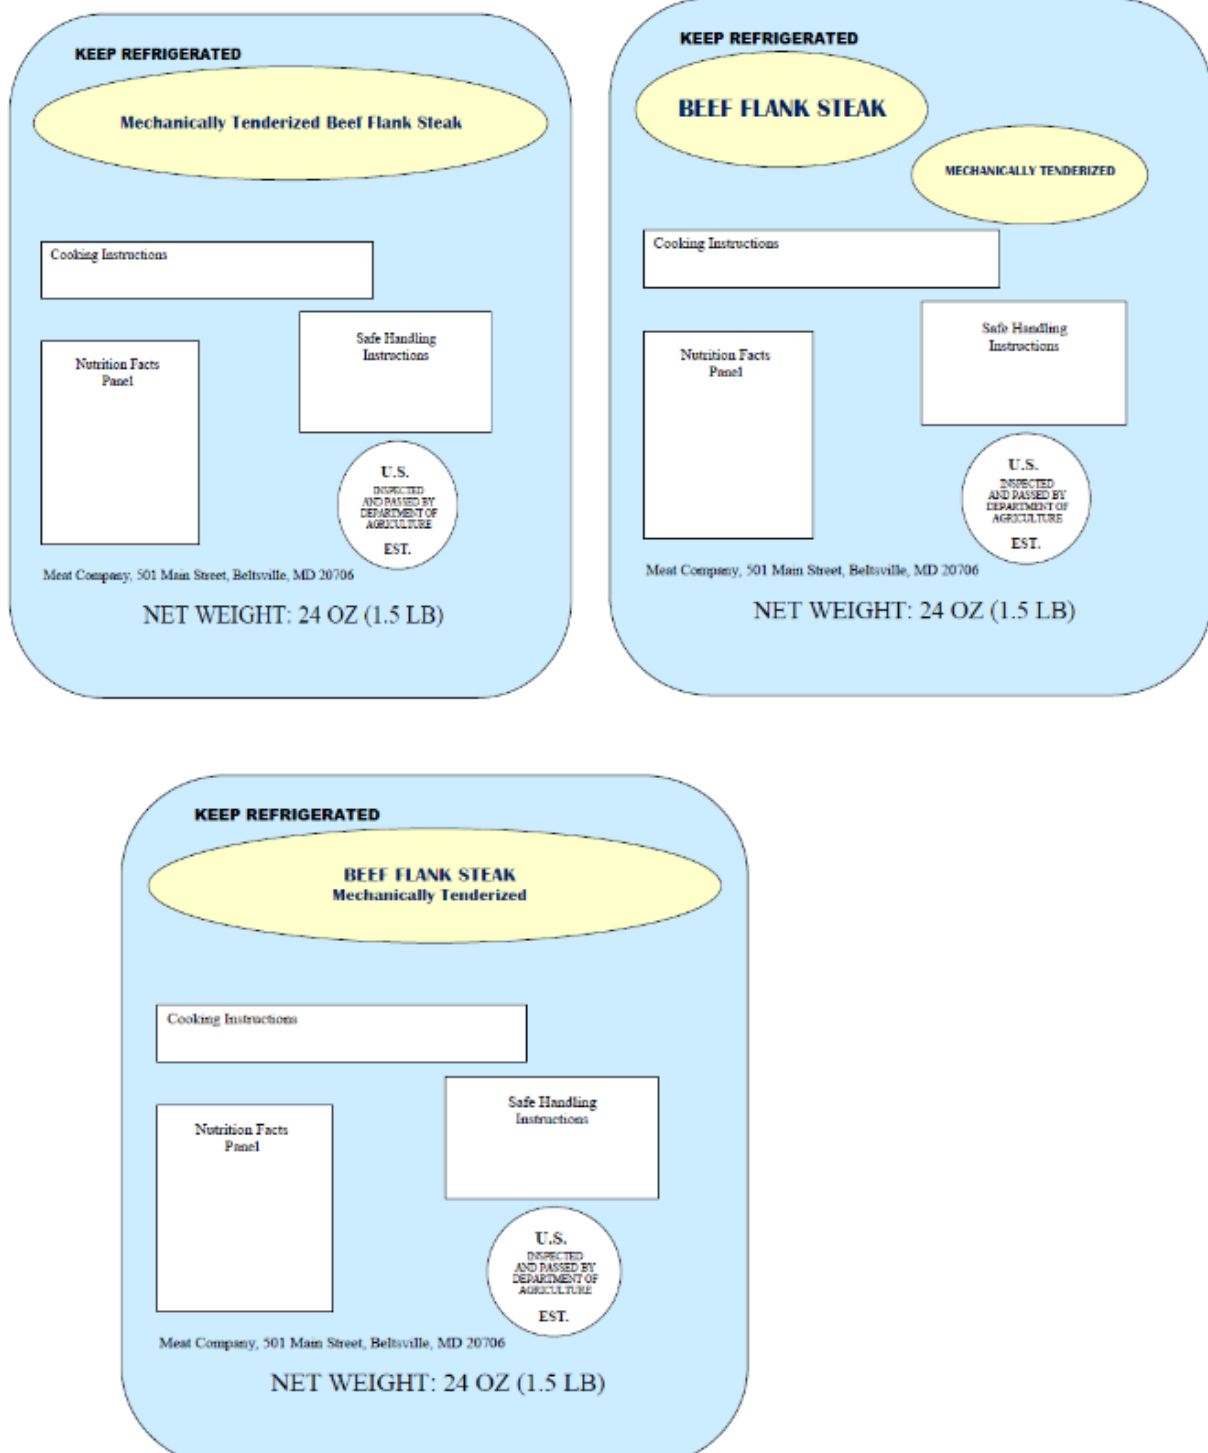 KEEP REFRIGERATED
Mechanically Tenderized Beef Flank Steak
Cooking Instructions
Safe Handling
Instructions
Nutrition Facts
Panel
U.S.
INSPECTED
AND PASSED BY
DEPARTMENT OF
AGRICULTURE
EST.
Meat Company, 501 Main Street, Beltsville, MD 20706
NET WEIGHT: 24 OZ (1.5 LB)
KEEP REFRIGERATED
BEEF FLANK STEAK
MECHANICALLY TENDERIZED
Cooking Instructions
Safe Handling
Instructions
Nutrition Facts
Panel
U.S.
INSPECTED
AND PASSED BY
DEPARTMENT OF
AGRICULTURE
EST.
Meat Company, 501 Main Street, Beltsville, MD 20706
NET WEIGHT: 24 OZ (1.5 LB)
KEEP REFRIGERATED
BEEF FLANK STEAK
Mechanically Tenderized
Cooking Instructions
Safe Handling
Instructions
Nutrition Facts
Panel
U.S.
INSPECTED
AND PASSED BY
DEPARTMENT OF
AGRICULTURE
EST.
Meat Company, 501 Main Street, Beltsville, MD 20706
NET WEIGHT: 24 OZ (1.5 LB)